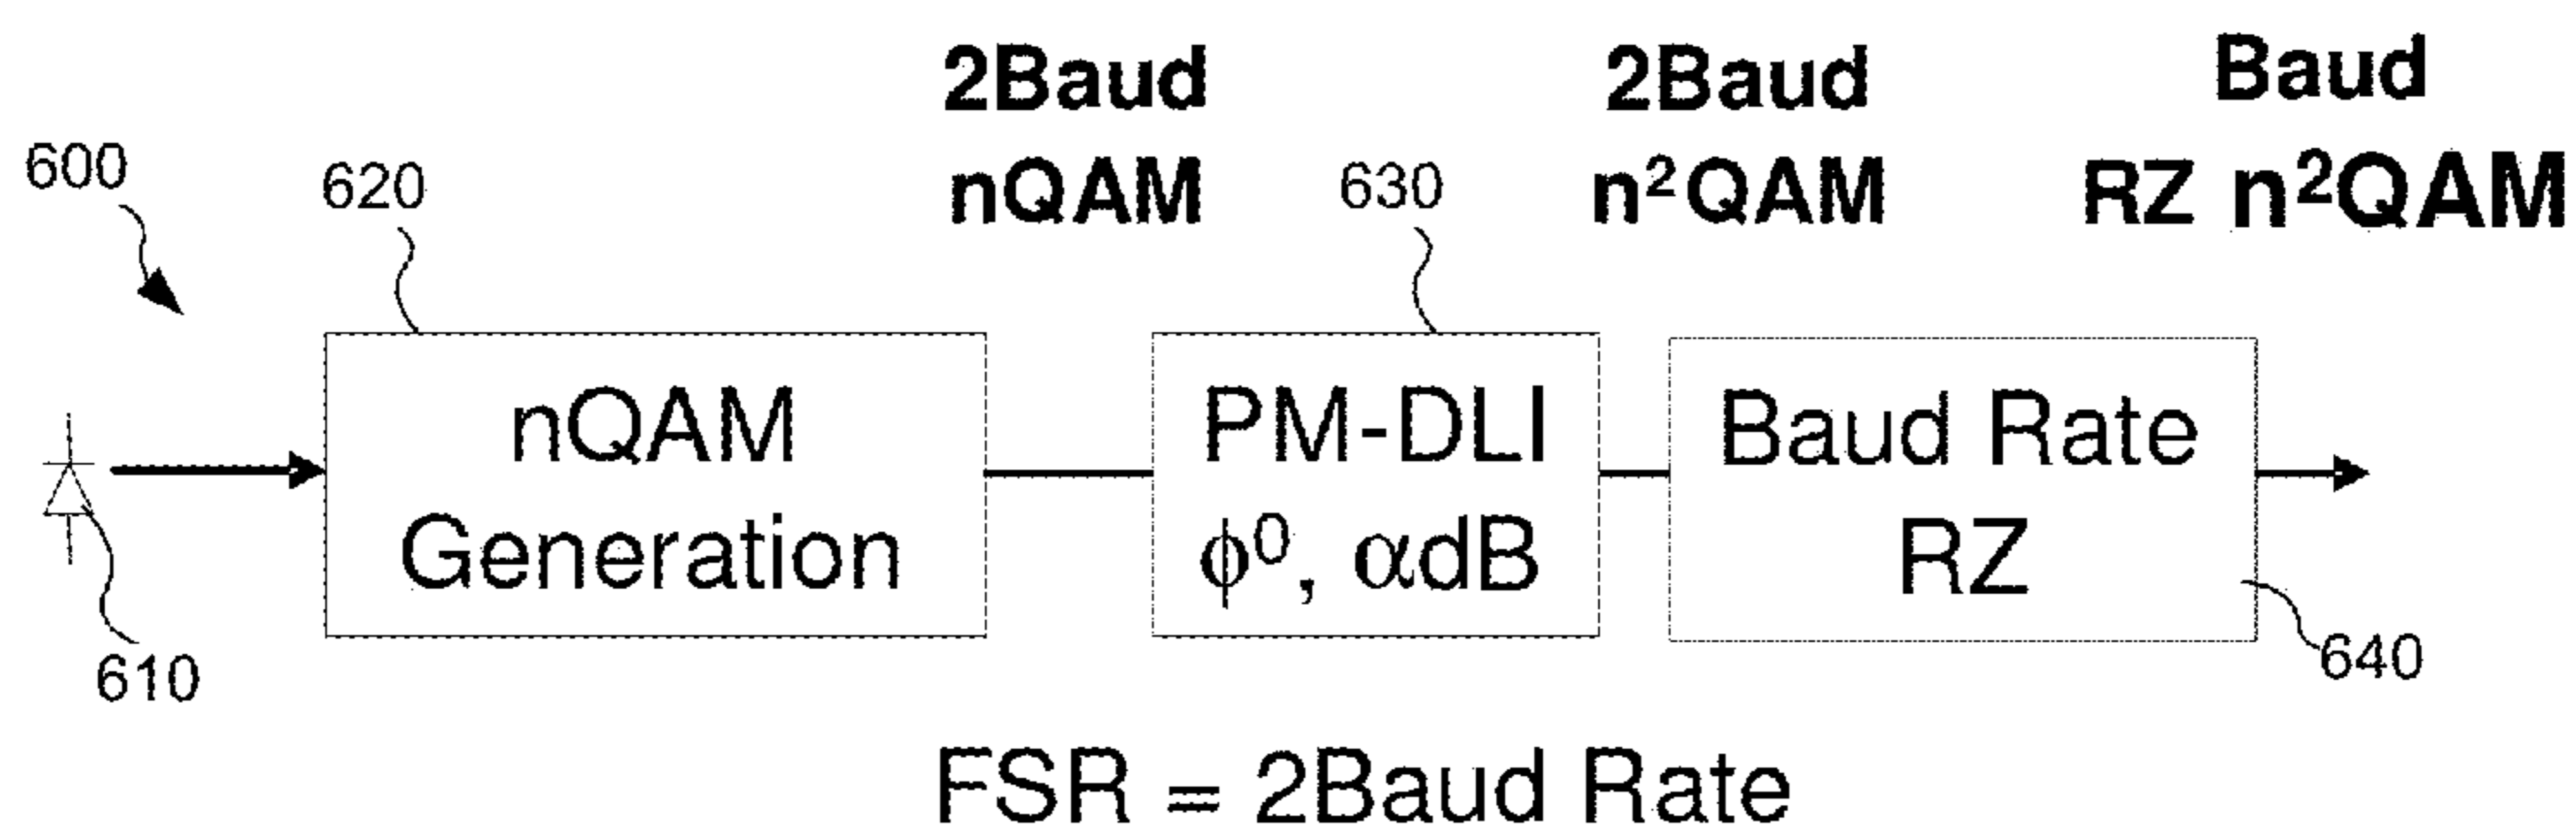 2Baud
nQAM
2Baud
n²QAM
Baud
RZ n²QAM
600
620
630
nQAM
Generation
PM-DLI
ϕ⁰, αdB
Baud Rate
RZ
610
640
FSR = 2Baud Rate